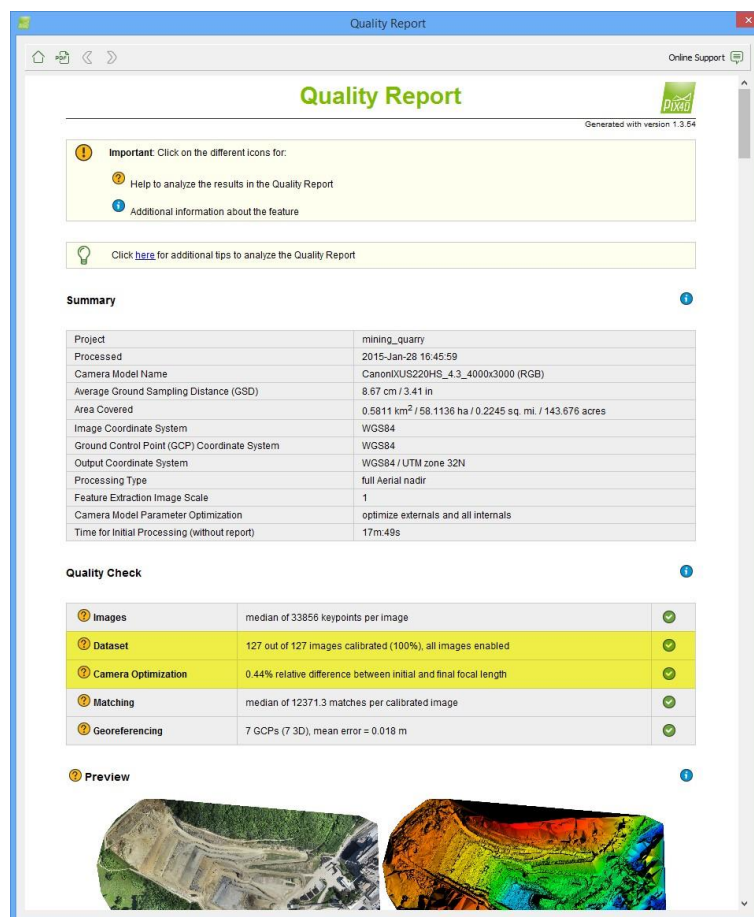 Quality Report
PDF
Online Support
Quality Report
PIX4D
Generated with version 1.3.54
Important: Click on the different icons for:
Help to analyze the results in the Quality Report
Additional information about the feature
Click here for additional tips to analyze the Quality Report
Summary
Project mining_quarry
Processed 2015-Jan-28 16:45:59
Camera Model Name CanonIXUS220HS_4.3_4000x3000 (RGB)
Average Ground Sampling Distance (GSD) 8.67 cm / 3.41 in
Area Covered 0.5811 km² / 58.1136 ha / 0.2245 sq. mi. / 143.676 acres
Image Coordinate System WGS84
Ground Control Point (GCP) Coordinate System WGS84
Output Coordinate System WGS84 / UTM zone 32N
Processing Type full Aerial nadir
Feature Extraction Image Scale 1
Camera Model Parameter Optimization optimize externals and all internals
Time for Initial Processing (without report) 17m:49s
Quality Check
Images median of 33856 keypoints per image
Dataset 127 out of 127 images calibrated (100%), all images enabled
Camera Optimization 0.44% relative difference between initial and final focal length
Matching median of 12371.3 matches per calibrated image
Georeferencing 7 GCPs (7 3D), mean error = 0.018 m
Preview